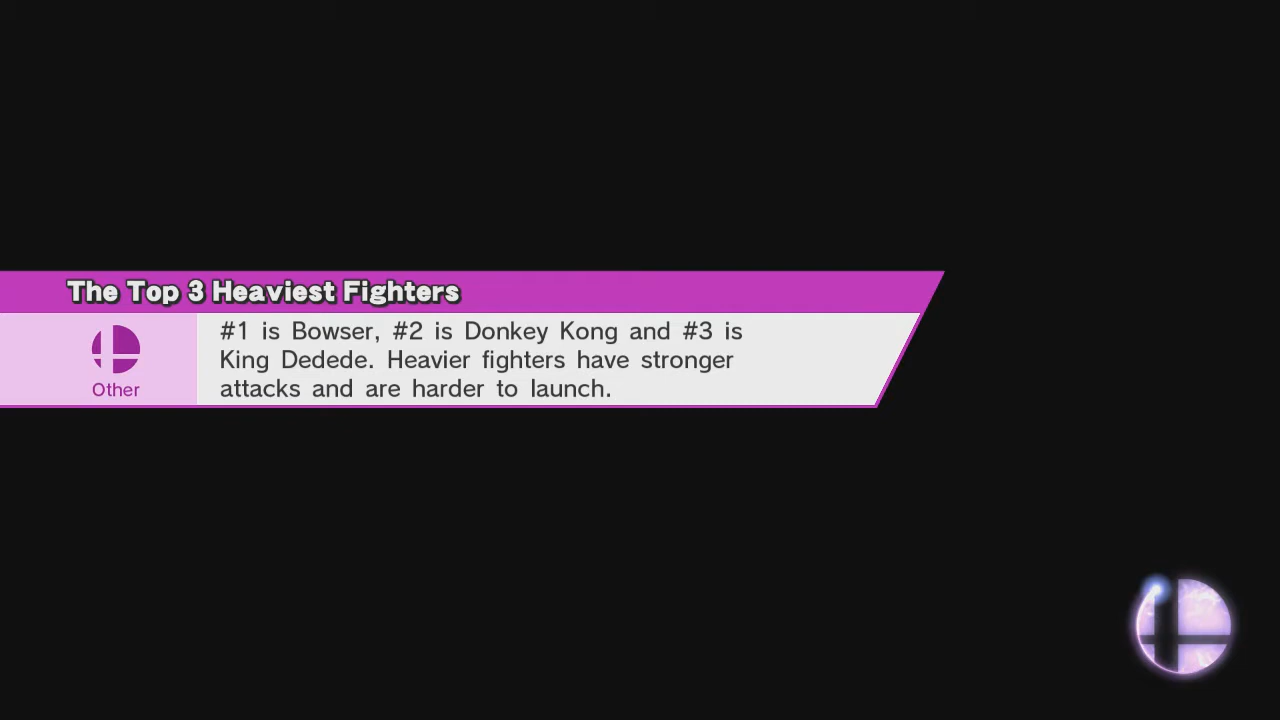 The Top 3 Heaviest Fighters
#1 is Bowser, #2 is Donkey Kong and #3 is
King Dedede. Heavier fighters have stronger
attacks and are harder to launch.
Other